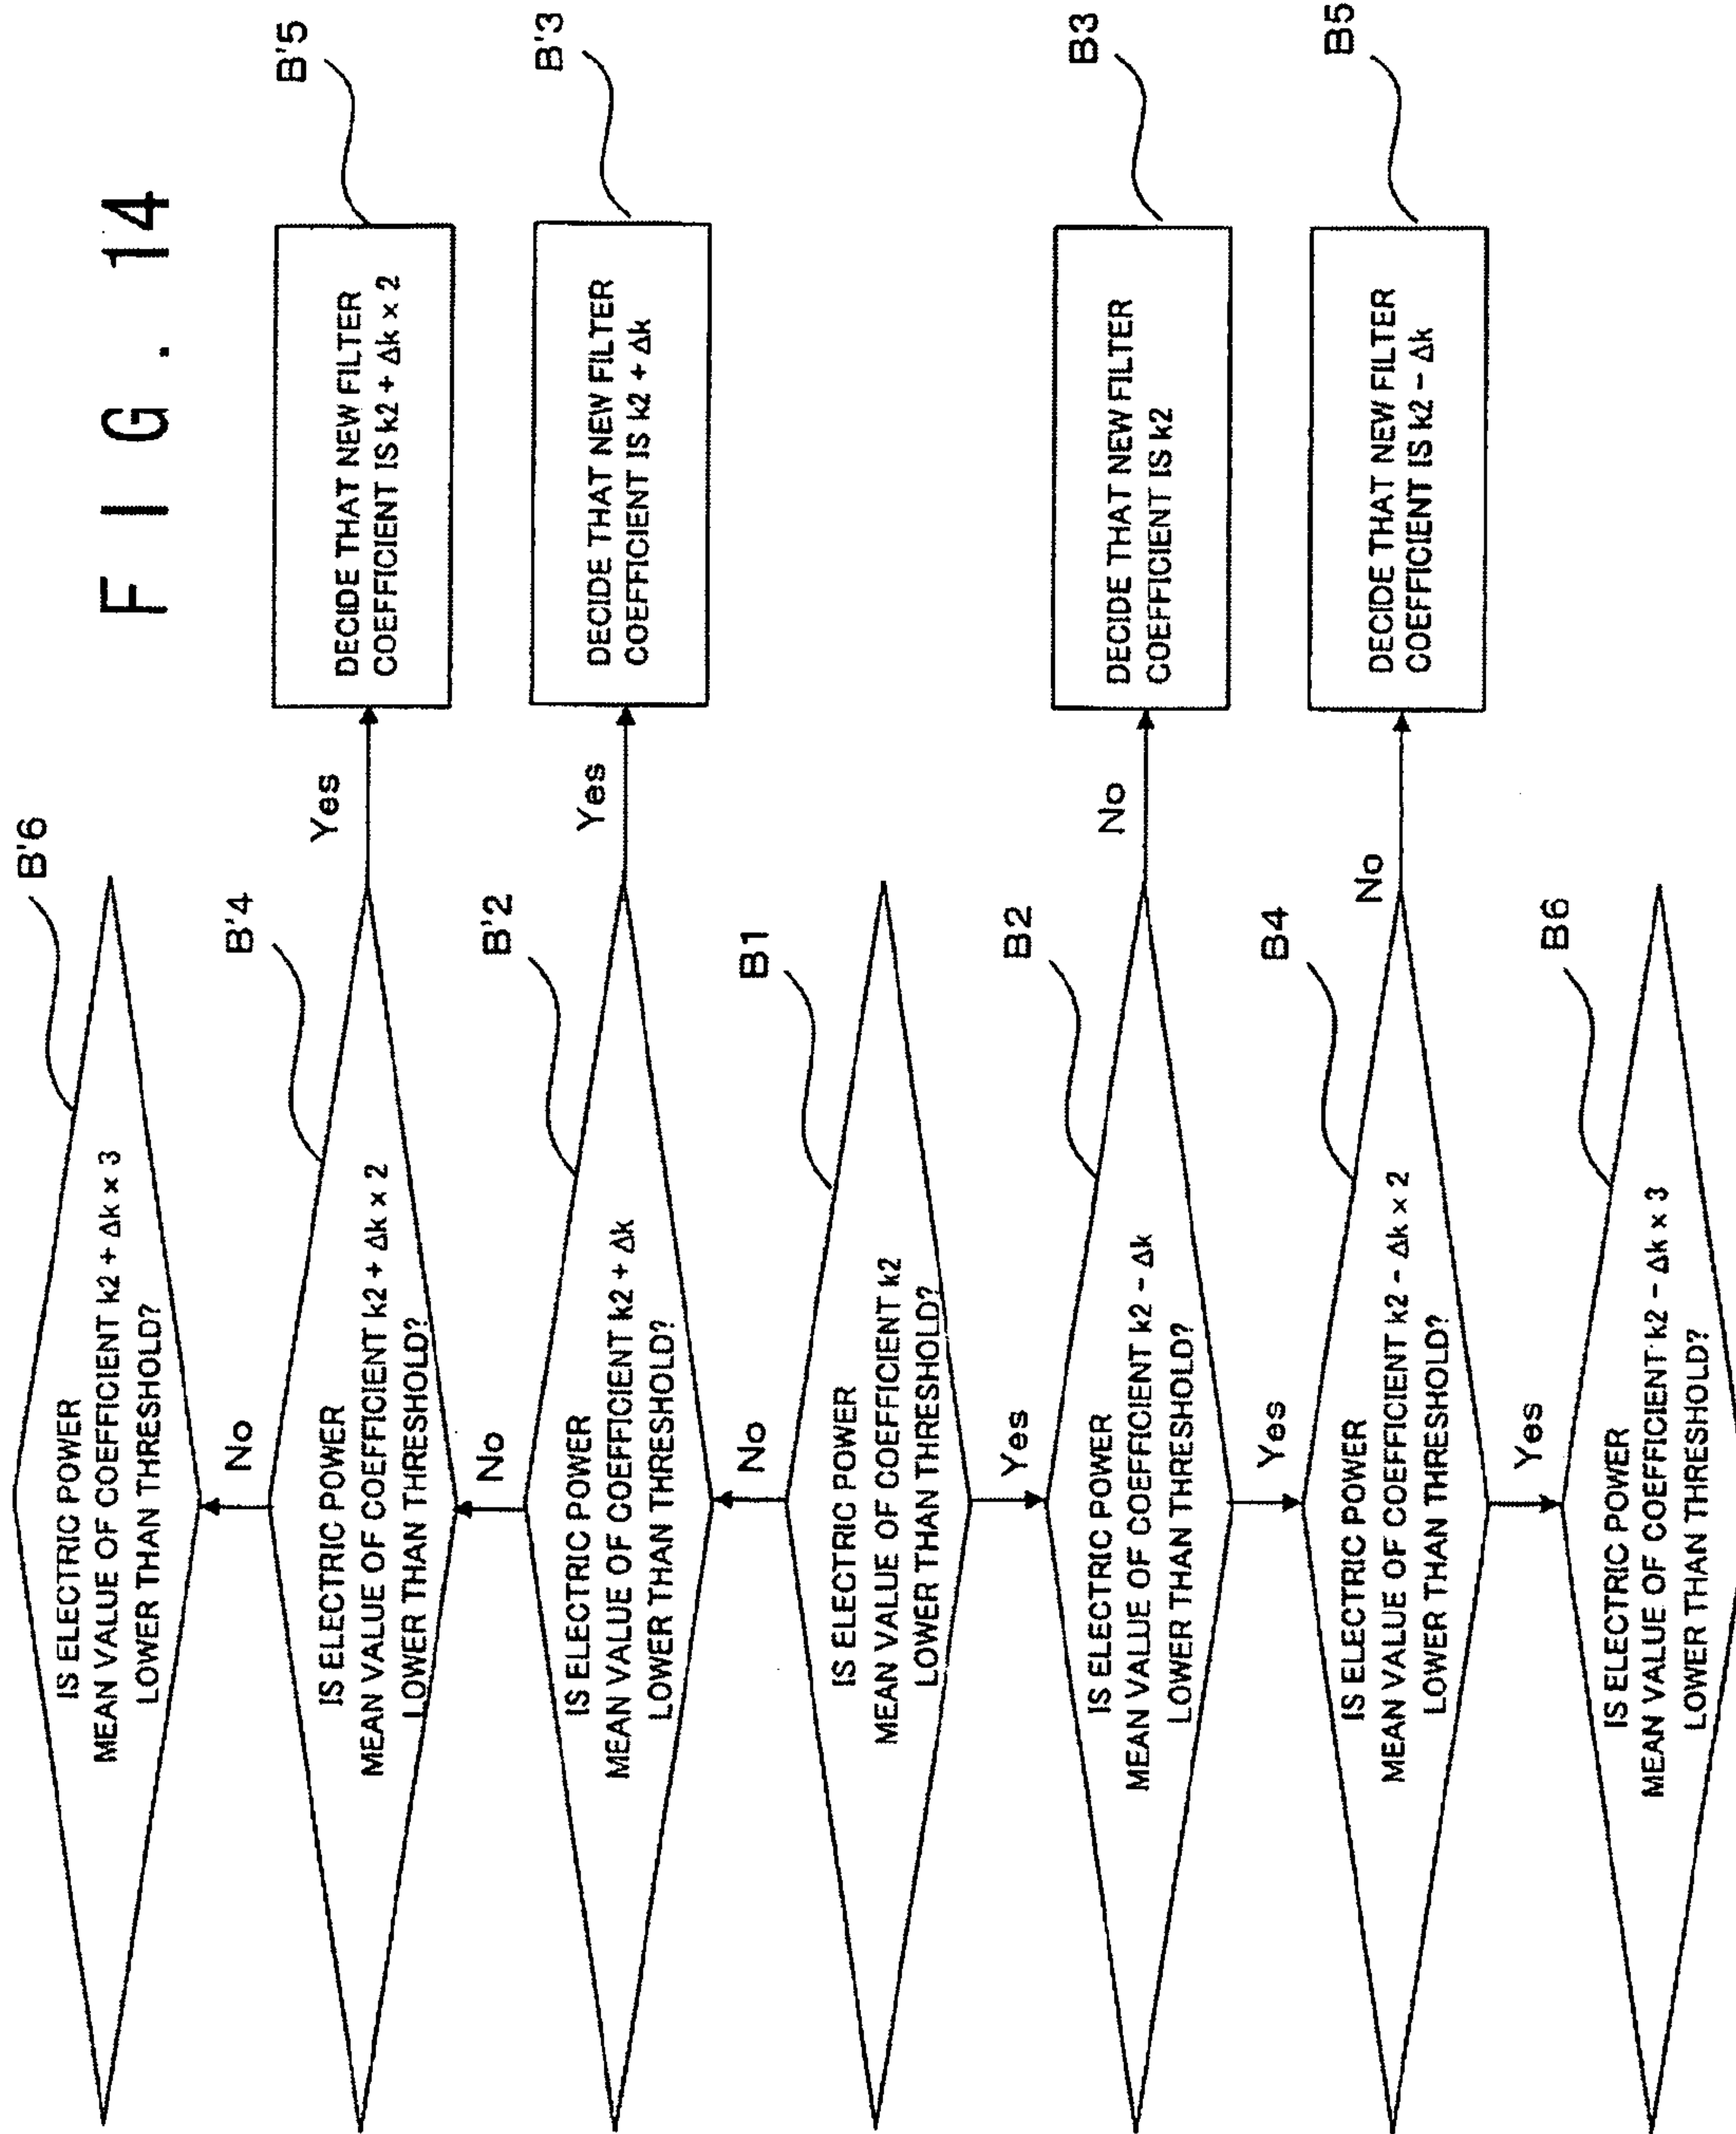 F I G . 14
B'6
IS ELECTRIC POWER
MEAN VALUE OF COEFFICIENT k2 + Δk × 3
LOWER THAN THRESHOLD?
No
B'4
IS ELECTRIC POWER
MEAN VALUE OF COEFFICIENT k2 + Δk × 2
LOWER THAN THRESHOLD?
Yes
B'5
DECIDE THAT NEW FILTER
COEFFICIENT IS k2 + Δk × 2
No
B'2
IS ELECTRIC POWER
MEAN VALUE OF COEFFICIENT k2 + Δk
LOWER THAN THRESHOLD?
Yes
B'3
DECIDE THAT NEW FILTER
COEFFICIENT IS k2 + Δk
No
B1
IS ELECTRIC POWER
MEAN VALUE OF COEFFICIENT k2
LOWER THAN THRESHOLD?
Yes
B2
IS ELECTRIC POWER
MEAN VALUE OF COEFFICIENT k2 - Δk
LOWER THAN THRESHOLD?
No
B3
DECIDE THAT NEW FILTER
COEFFICIENT IS k2
Yes
B4
IS ELECTRIC POWER
MEAN VALUE OF COEFFICIENT k2 - Δk × 2
LOWER THAN THRESHOLD?
No
B5
DECIDE THAT NEW FILTER
COEFFICIENT IS k2 - Δk
Yes
B6
IS ELECTRIC POWER
MEAN VALUE OF COEFFICIENT k2 - Δk × 3
LOWER THAN THRESHOLD?